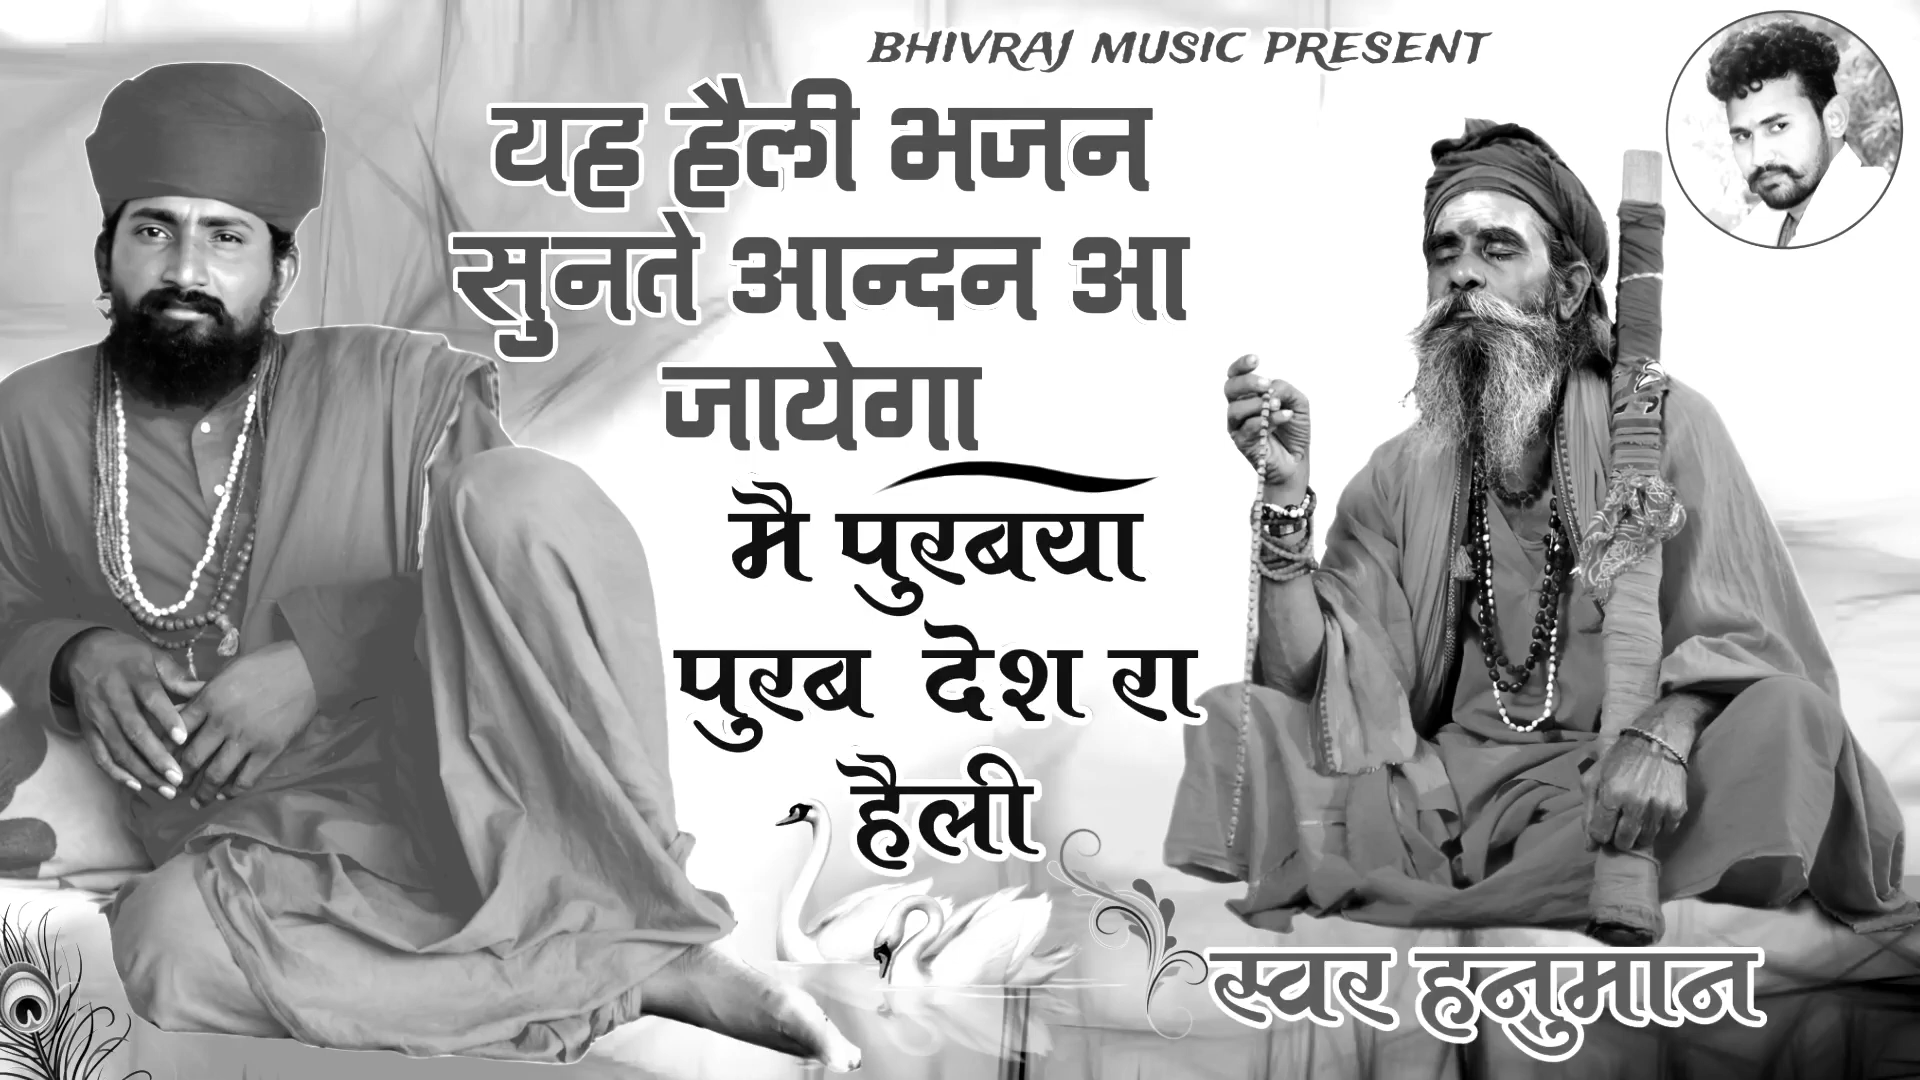 BHIVRAJ MUSIC PRESENT
यह हैली भजन
सुनते आन्दन आ
जायेगा
मै पुरबया
पुरब देश रा
हैली
स्वर हनुमान